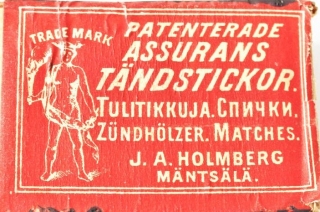 TRADE MARK
PATENTERADE
ASSURANS
TÄNDSTICKOR.
TULITIKKUJA. СПИЧКИ.
ZÜNDHÖLZER. MATCHES.
J. A. HOLMBERG
MÄNTSÄLÄ.